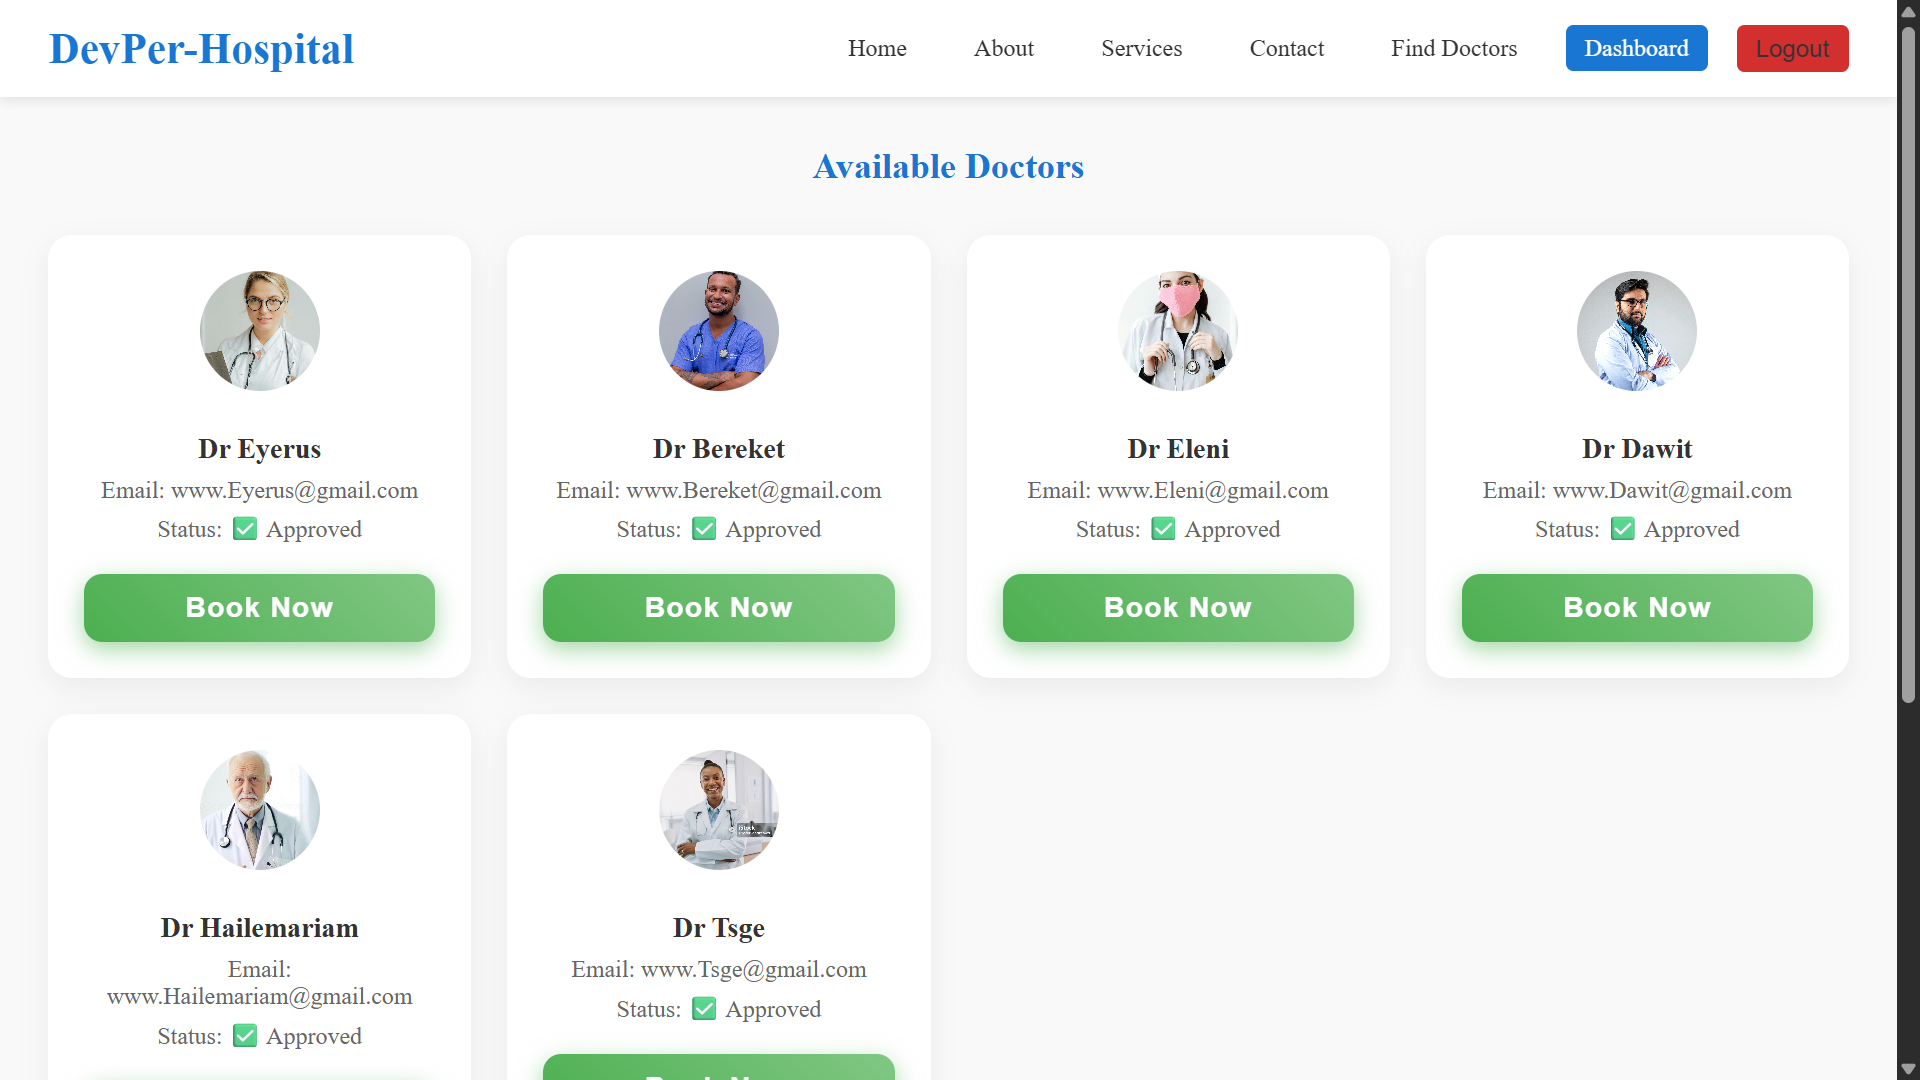 DevPer-Hospital
Home About Services Contact Find Doctors Dashboard Logout
Available Doctors
Dr Eyerus
Email: www.Eyerus@gmail.com
Status: ✅ Approved
Book Now
Dr Bereket
Email: www.Bereket@gmail.com
Status: ✅ Approved
Book Now
Dr Eleni
Email: www.Eleni@gmail.com
Status: ✅ Approved
Book Now
Dr Dawit
Email: www.Dawit@gmail.com
Status: ✅ Approved
Book Now
Dr Hailemariam
Email:
www.Hailemariam@gmail.com
Status: ✅ Approved
Dr Tsge
Email: www.Tsge@gmail.com
Status: ✅ Approved